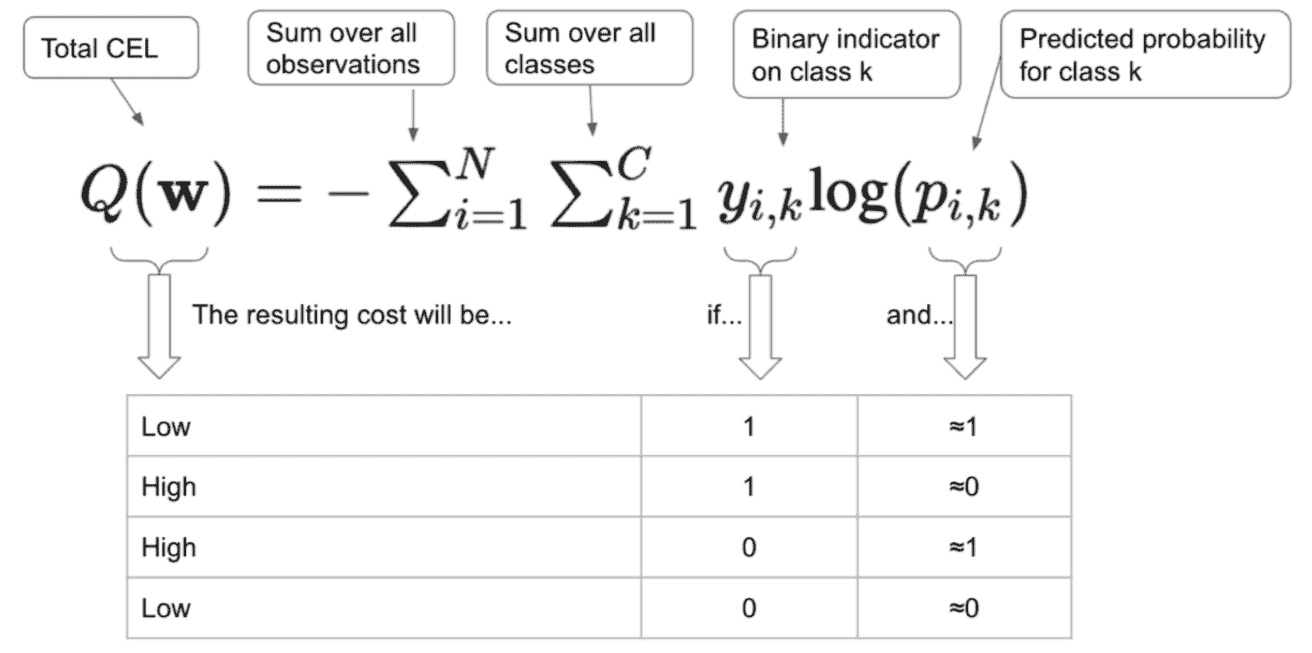 Total CEL
Sum over all
observations
Sum over all
classes
Binary indicator
on class k
Predicted probability
for class k
Q(w) = − ∑_{i=1}^{N} ∑_{k=1}^{C} y_{i,k} log(p_{i,k})
The resulting cost will be... if... and...
Low 1 ≈1
High 1 ≈0
High 0 ≈1
Low 0 ≈0